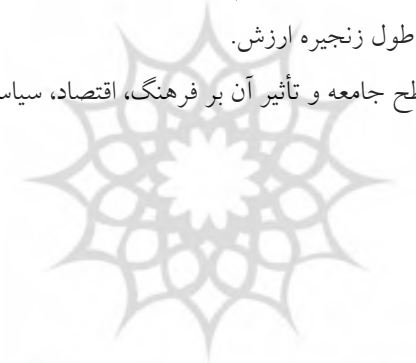 طول زنجیره ارزش.
طح جامعه و تأثیر آن بر فرهنگ، اقتصاد، سیاس